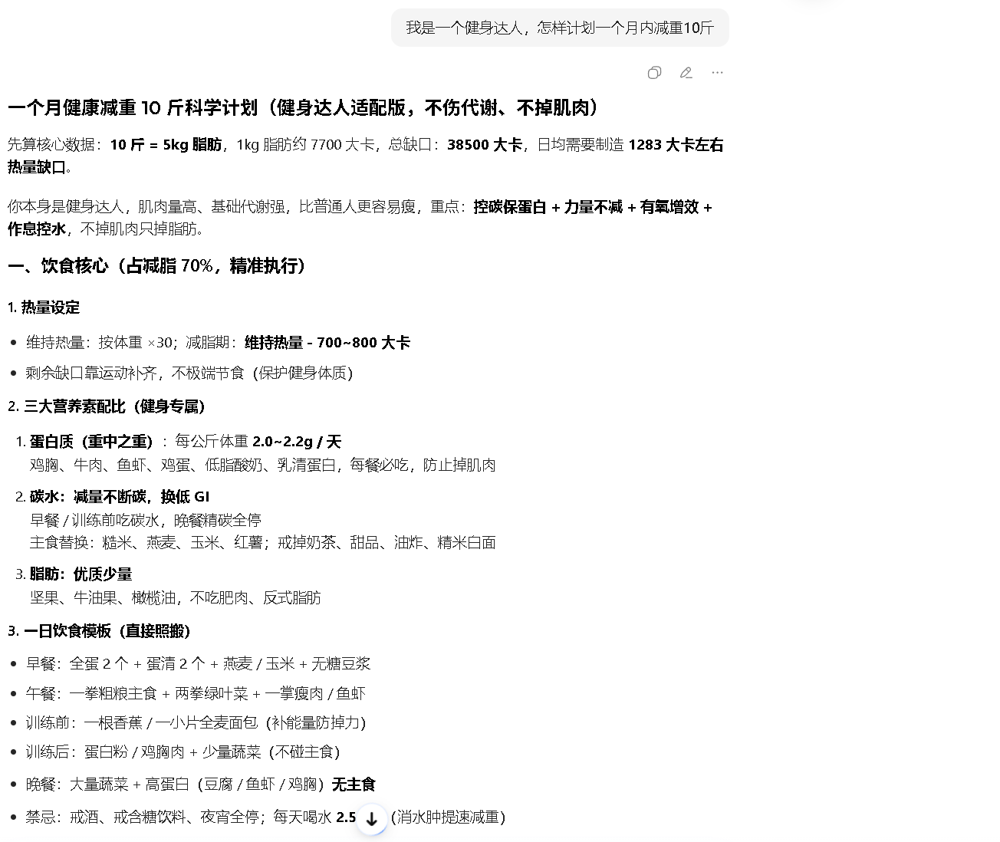 我是一个健身达人，怎样计划一个月内减重10斤
一个月健康减重 10 斤科学计划（健身达人适配版，不伤代谢、不掉肌肉）
先算核心数据：10 斤 = 5kg 脂肪，1kg 脂肪约 7700 大卡，总缺口：38500 大卡，日均需要制造 1283 大卡左右
热量缺口。
你本身是健身达人，肌肉量高、基础代谢强，比普通人更容易瘦，重点：控碳保蛋白 + 力量不减 + 有氧增效 +
作息控水，不掉肌肉只掉脂肪。
一、饮食核心（占减脂 70%，精准执行）
1. 热量设定
• 维持热量：按体重 ×30；减脂期：维持热量 - 700~800 大卡
• 剩余缺口靠运动补齐，不极端节食（保护健身体质）
2. 三大营养素配比（健身专属）
1. 蛋白质（重中之重）：每公斤体重 2.0~2.2g / 天
鸡胸、牛肉、鱼虾、鸡蛋、低脂酸奶、乳清蛋白，每餐必吃，防止掉肌肉
2. 碳水：减量不断碳，换低 GI
早餐 / 训练前吃碳水，晚餐精碳全停
主食替换：糙米、燕麦、玉米、红薯；戒掉奶茶、甜品、油炸、精米白面
3. 脂肪：优质少量
坚果、牛油果、橄榄油，不吃肥肉、反式脂肪
3. 一日饮食模板（直接照搬）
• 早餐：全蛋 2 个 + 蛋清 2 个 + 燕麦 / 玉米 + 无糖豆浆
• 午餐：一拳粗粮主食 + 两拳绿叶菜 + 一掌瘦肉 / 鱼虾
• 训练前：一根香蕉 / 一小片全麦面包（补能量防掉力）
• 训练后：蛋白粉 / 鸡胸肉 + 少量蔬菜（不碰主食）
• 晚餐：大量蔬菜 + 高蛋白（豆腐 / 鱼虾 / 鸡胸）无主食
• 禁忌：戒酒、戒含糖饮料、夜宵全停；每天喝水 2.5 （消水肿提速减重）